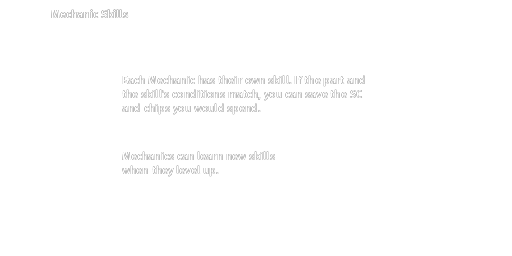 Mechanic Skills
Each Mechanic has their own skill. If the part and
the skill's conditions match, you can save the SC
and chips you would spend.
Mechanics can learn new skills
when they level up.